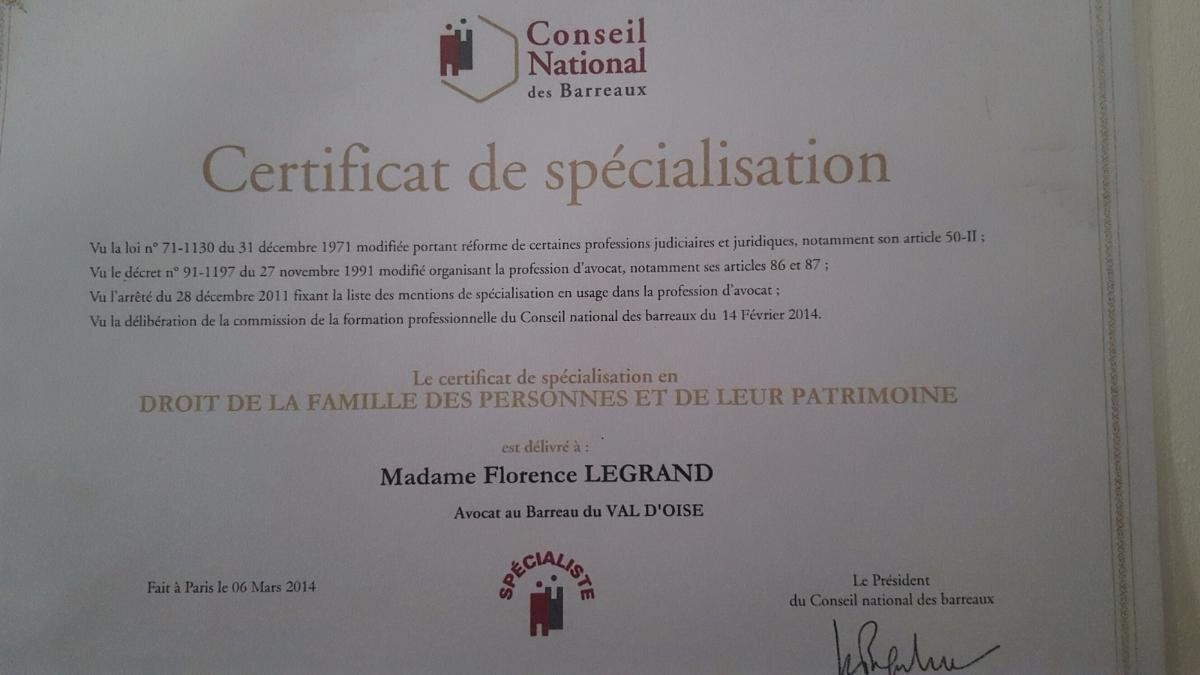 Conseil
National
des Barreaux
Certificat de spécialisation
Vu la loi n° 71-1130 du 31 décembre 1971 modifiée portant réforme de certaines professions judiciaires et juridiques, notamment son article 50-II ;
Vu le décret n° 91-1197 du 27 novembre 1991 modifié organisant la profession d'avocat, notamment ses articles 86 et 87 ;
Vu l'arrêté du 28 décembre 2011 fixant la liste des mentions de spécialisation en usage dans la profession d'avocat ;
Vu la délibération de la commission de la formation professionnelle du Conseil national des barreaux du 14 Février 2014.
Le certificat de spécialisation en
DROIT DE LA FAMILLE DES PERSONNES ET DE LEUR PATRIMOINE
est délivré à :
Madame Florence LEGRAND
Avocat au Barreau du VAL D'OISE
SPÉCIALISTE
Fait à Paris le 06 Mars 2014
Le Président
du Conseil national des barreaux